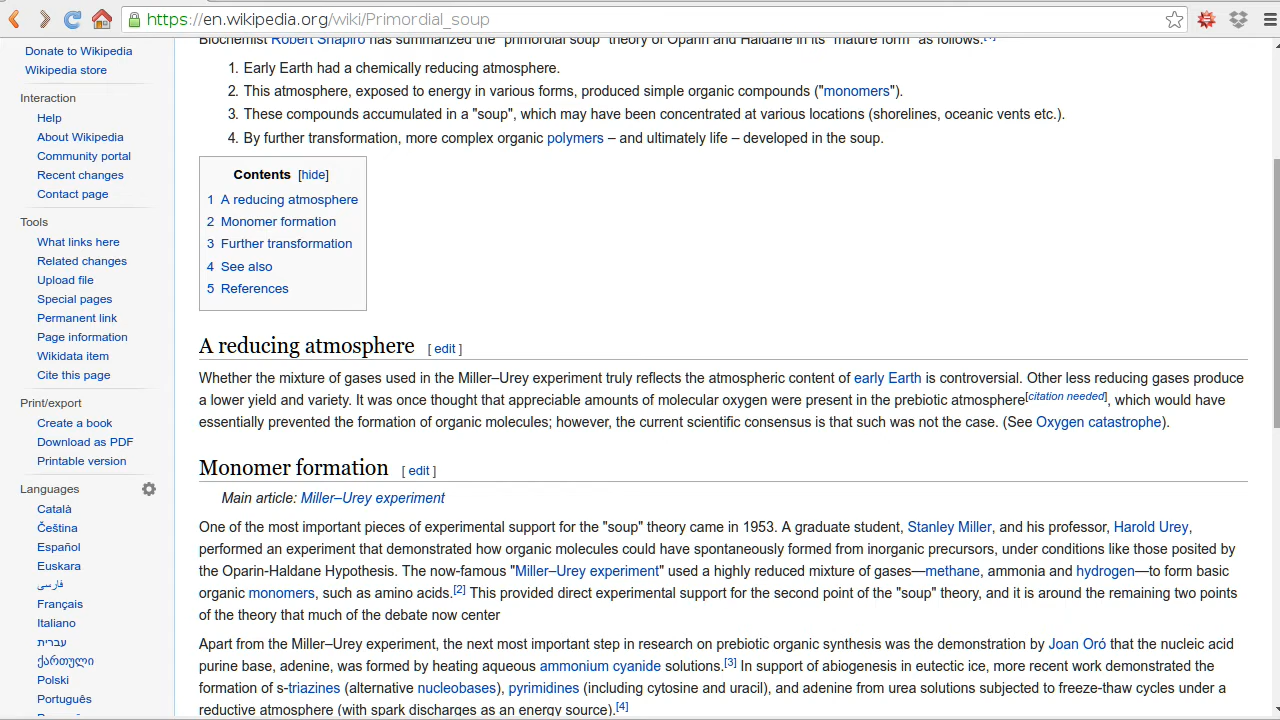 https://en.wikipedia.org/wiki/Primordial_soup
Donate to Wikipedia
Wikipedia store
Interaction
Help
About Wikipedia
Community portal
Recent changes
Contact page
Tools
What links here
Related changes
Upload file
Special pages
Permanent link
Page information
Wikidata item
Cite this page
Print/export
Create a book
Download as PDF
Printable version
Languages
Català
Čeština
Español
Euskara
فارسی
Français
Italiano
עברית
ქართული
Polski
Português
Biochemist Robert Shapiro has summarized the "primordial soup" theory of Oparin and Haldane in its "mature form" as follows:
1. Early Earth had a chemically reducing atmosphere.
2. This atmosphere, exposed to energy in various forms, produced simple organic compounds ("monomers").
3. These compounds accumulated in a "soup", which may have been concentrated at various locations (shorelines, oceanic vents etc.).
4. By further transformation, more complex organic polymers – and ultimately life – developed in the soup.
Contents [hide]
1 A reducing atmosphere
2 Monomer formation
3 Further transformation
4 See also
5 References
A reducing atmosphere [ edit ]
Whether the mixture of gases used in the Miller–Urey experiment truly reflects the atmospheric content of early Earth is controversial. Other less reducing gases produce
a lower yield and variety. It was once thought that appreciable amounts of molecular oxygen were present in the prebiotic atmosphere[citation needed], which would have
essentially prevented the formation of organic molecules; however, the current scientific consensus is that such was not the case. (See Oxygen catastrophe).
Monomer formation [ edit ]
Main article: Miller–Urey experiment
One of the most important pieces of experimental support for the "soup" theory came in 1953. A graduate student, Stanley Miller, and his professor, Harold Urey,
performed an experiment that demonstrated how organic molecules could have spontaneously formed from inorganic precursors, under conditions like those posited by
the Oparin-Haldane Hypothesis. The now-famous "Miller–Urey experiment" used a highly reduced mixture of gases—methane, ammonia and hydrogen—to form basic
organic monomers, such as amino acids.[2] This provided direct experimental support for the second point of the "soup" theory, and it is around the remaining two points
of the theory that much of the debate now center
Apart from the Miller–Urey experiment, the next most important step in research on prebiotic organic synthesis was the demonstration by Joan Oró that the nucleic acid
purine base, adenine, was formed by heating aqueous ammonium cyanide solutions.[3] In support of abiogenesis in eutectic ice, more recent work demonstrated the
formation of s-triazines (alternative nucleobases), pyrimidines (including cytosine and uracil), and adenine from urea solutions subjected to freeze-thaw cycles under a
reductive atmosphere (with spark discharges as an energy source).[4]